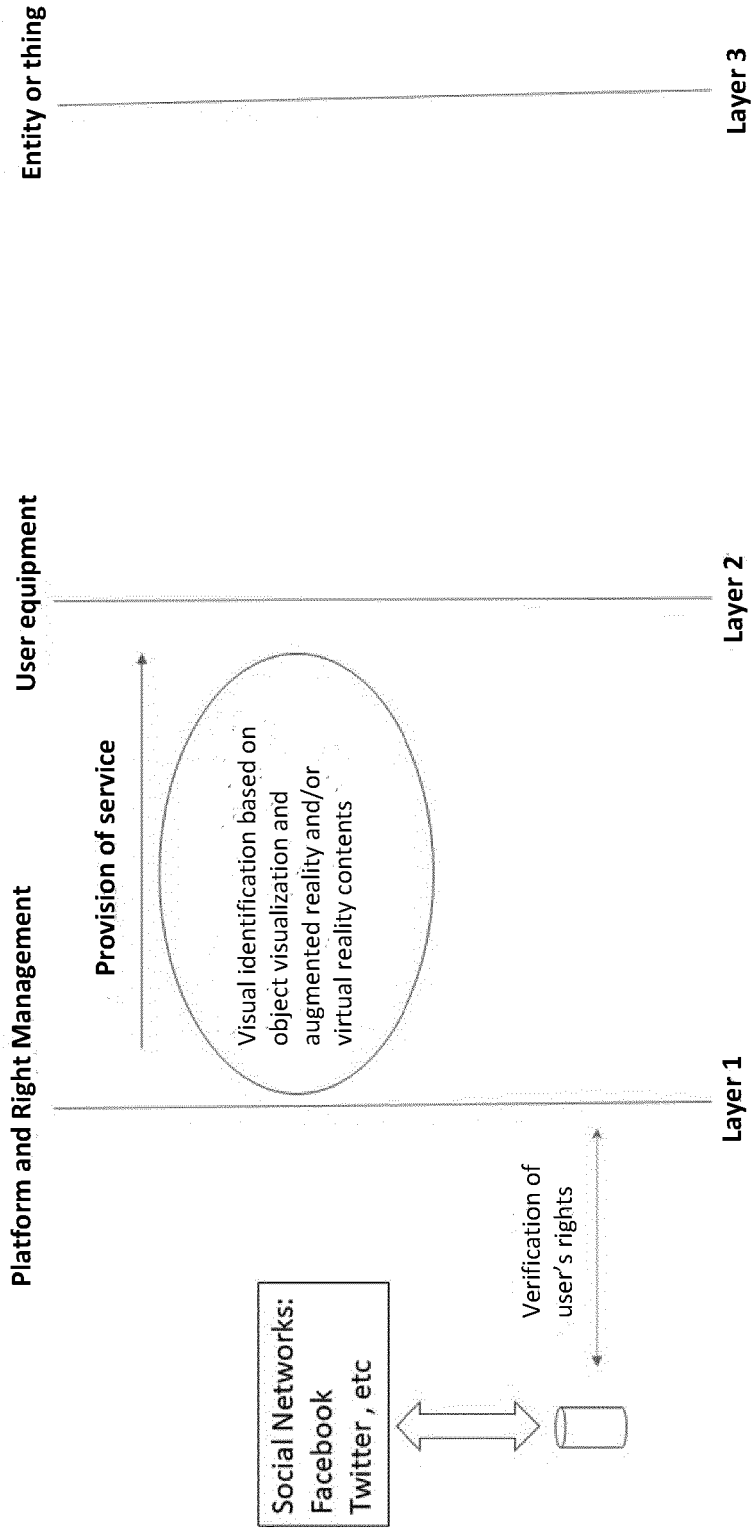 Platform and Right Management
User equipment
Entity or thing
Provision of service
Visual identification based on
object visualization and
augmented reality and/or
virtual reality contents
Social Networks:
Facebook
Twitter , etc
Verification of
user's rights
Layer 1
Layer 2
Layer 3